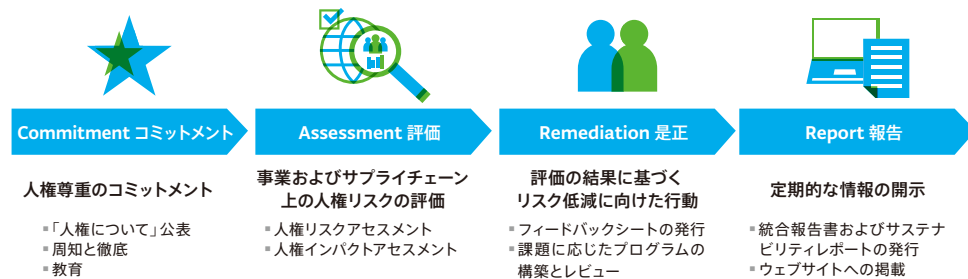 Commitment コミットメント
Assessment 評価
Remediation 是正
Report 報告
人権尊重のコミットメント
▪「人権について」公表
▪周知と徹底
▪教育
事業およびサプライチェーン
上の人権リスクの評価
▪人権リスクアセスメント
▪人権インパクトアセスメント
評価の結果に基づく
リスク低減に向けた行動
▪フィードバックシートの発行
▪課題に応じたプログラムの
構築とレビュー
定期的な情報の開示
▪統合報告書およびサステナ
ビリティレポートの発行
▪ウェブサイトへの掲載